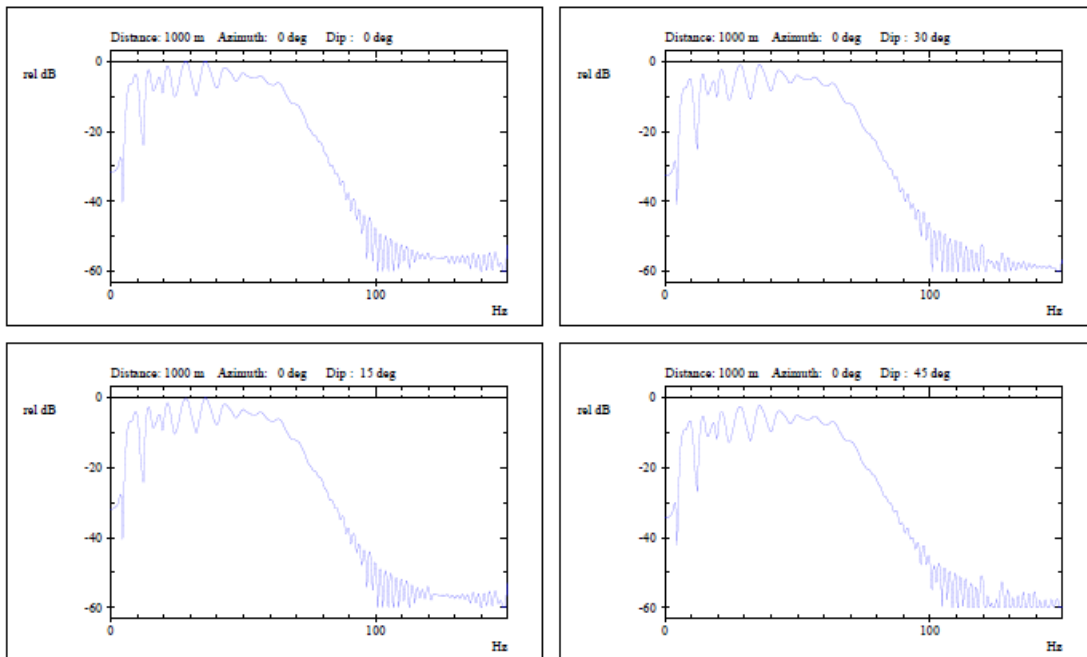 Distance: 1000 m Azimuth: 0 deg Dip : 0 deg
rel dB
0
-20
-40
-60
0
100
Hz
Distance: 1000 m Azimuth: 0 deg Dip : 30 deg
rel dB
0
-20
-40
-60
0
100
Hz
Distance: 1000 m Azimuth: 0 deg Dip : 15 deg
rel dB
0
-20
-40
-60
0
100
Hz
Distance: 1000 m Azimuth: 0 deg Dip : 45 deg
rel dB
0
-20
-40
-60
0
100
Hz